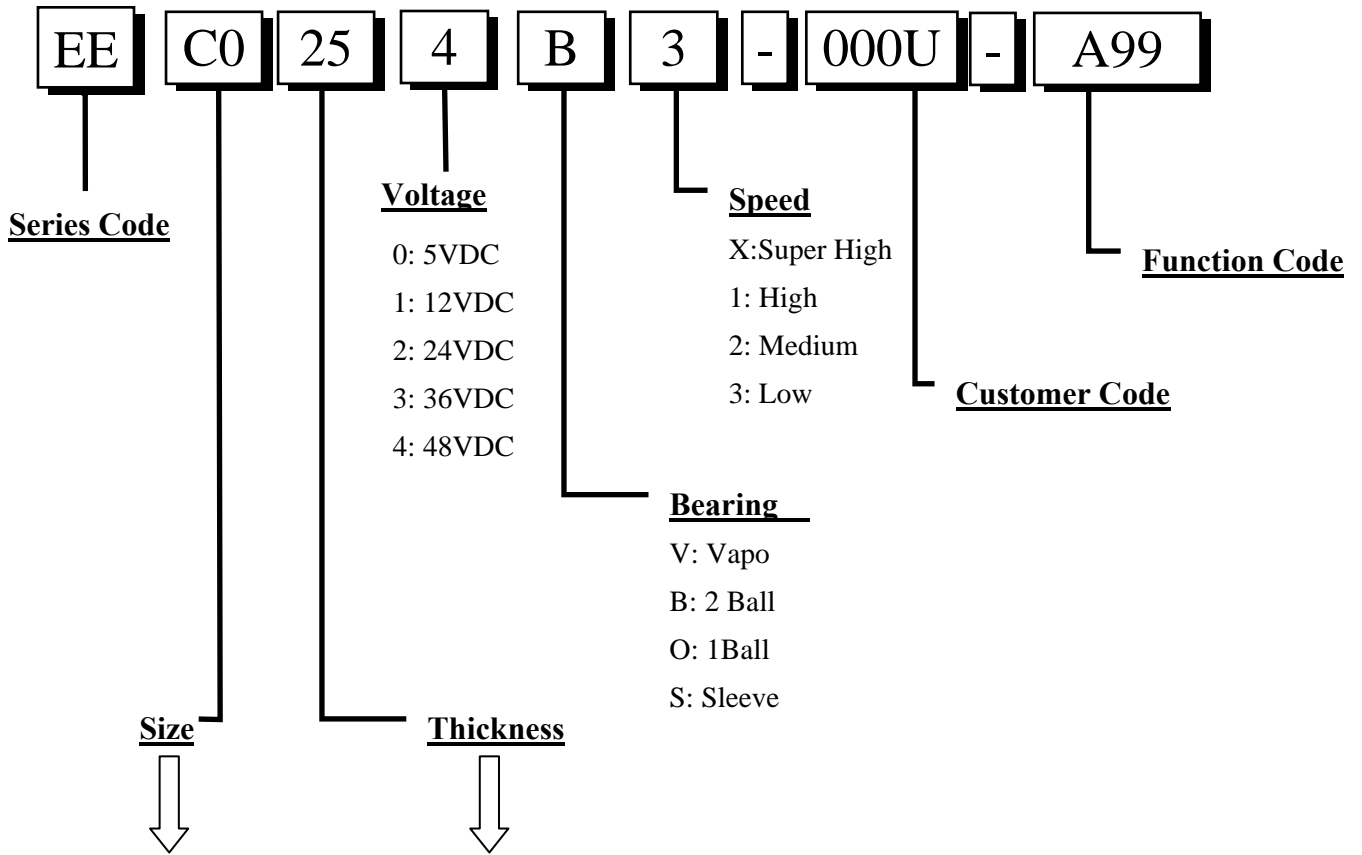 EE C0 25 4 B 3 - 000U - A99
Series Code
Voltage
0: 5VDC
1: 12VDC
2: 24VDC
3: 36VDC
4: 48VDC
Speed
X:Super High
1: High
2: Medium
3: Low
Function Code
Customer Code
Bearing
V: Vapo
B: 2 Ball
O: 1Ball
S: Sleeve
Size
Thickness